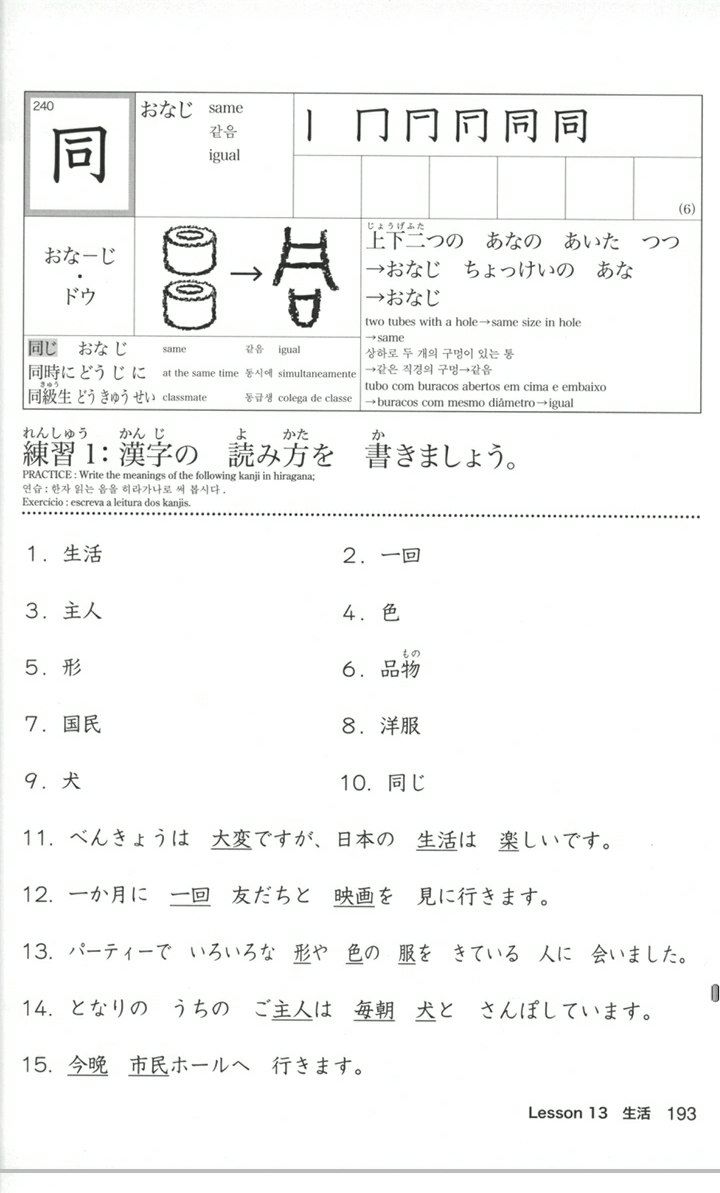 240
同
おなじ same
같음
igual
丨 冂 冂 冋 同 同
(6)
おなーじ
・
ドウ
→
じょうげふた
上下二つの あなの あいた つつ
→おなじ ちょっけいの あな
→おなじ
two tubes with a hole→same size in hole
→same
상하로 두 개의 구멍이 있는 통
→같은 직경의 구멍→같음
tubo com buracos abertos em cima e embaixo
→buracos com mesmo diâmetro→igual
同じ おなじ same 같음 igual
同時に どうじに at the same time 동시에 simultaneamente
きゅう
同級生 どうきゅうせい classmate 동급생 colega de classe
れんしゅう かんじ よ かた か
練習 1: 漢字の 読み方を 書きましょう。
PRACTICE : Write the meanings of the following kanji in hiragana;
연습 : 한자 읽는 음을 히라가나로 써 봅시다 .
Exercício : escreva a leitura dos kanjis.
1. 生活 2. 一回
3. 主人 4. 色
もの
5. 形 6. 品物
7. 国民 8. 洋服
9. 犬 10. 同じ
11. べんきょうは 大変ですが、日本の 生活は 楽しいです。
12. 一か月に 一回 友だちと 映画を 見に行きます。
13. パーティーで いろいろな 形や 色の 服を きている 人に 会いました。
14. となりの うちの ご主人は 毎朝 犬と さんぽしています。
15. 今晩 市民ホールへ 行きます。
Lesson 13 生活 193